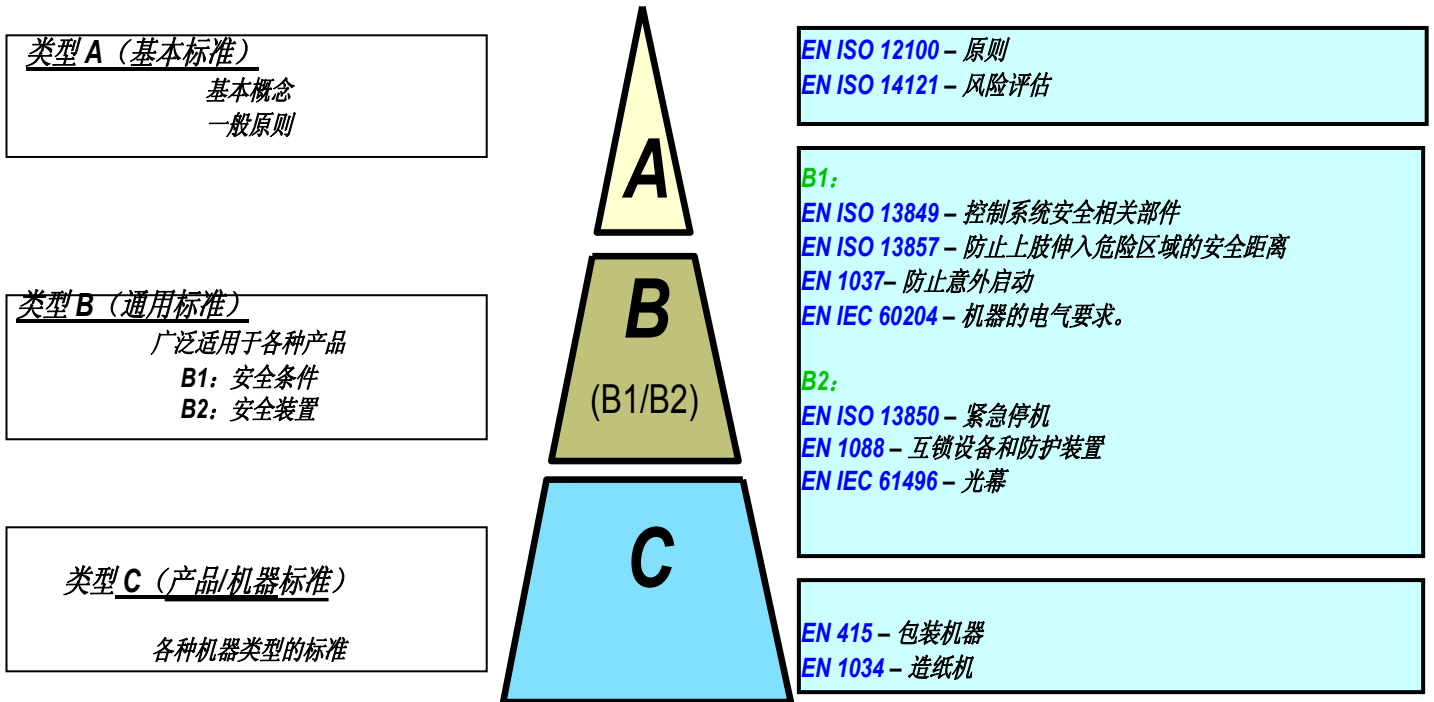 类型 A（基本标准）
基本概念
一般原则
A
EN ISO 12100 – 原则
EN ISO 14121 – 风险评估
类型 B（通用标准）
广泛适用于各种产品
B1：安全条件
B2：安全装置
B
(B1/B2)
B1：
EN ISO 13849 – 控制系统安全相关部件
EN ISO 13857 – 防止上肢伸入危险区域的安全距离
EN 1037– 防止意外启动
EN IEC 60204 – 机器的电气要求。
B2：
EN ISO 13850 – 紧急停机
EN 1088 – 互锁设备和防护装置
EN IEC 61496 – 光幕
类型 C（产品/机器标准）
各种机器类型的标准
C
EN 415 – 包装机器
EN 1034 – 造纸机